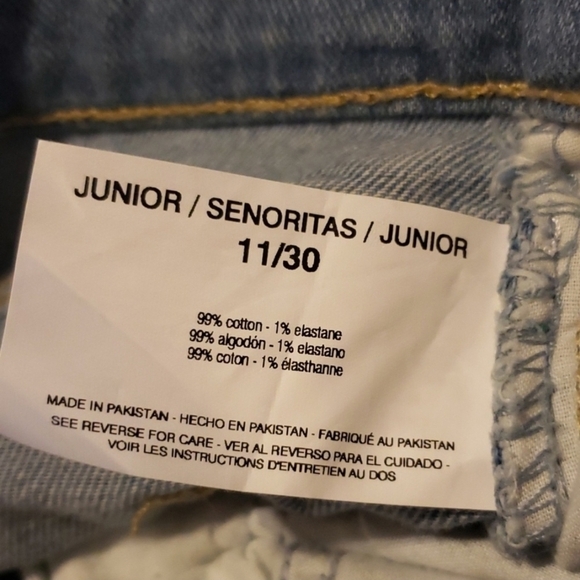 JUNIOR / SENORITAS / JUNIOR
11/30
99% cotton - 1% elastane
99% algodón - 1% elastano
99% coton - 1% élasthanne
MADE IN PAKISTAN - HECHO EN PAKISTAN - FABRIQUÉ AU PAKISTAN
SEE REVERSE FOR CARE - VER AL REVERSO PARA EL CUIDADO -
VOIR LES INSTRUCTIONS D'ENTRETIEN AU DOS